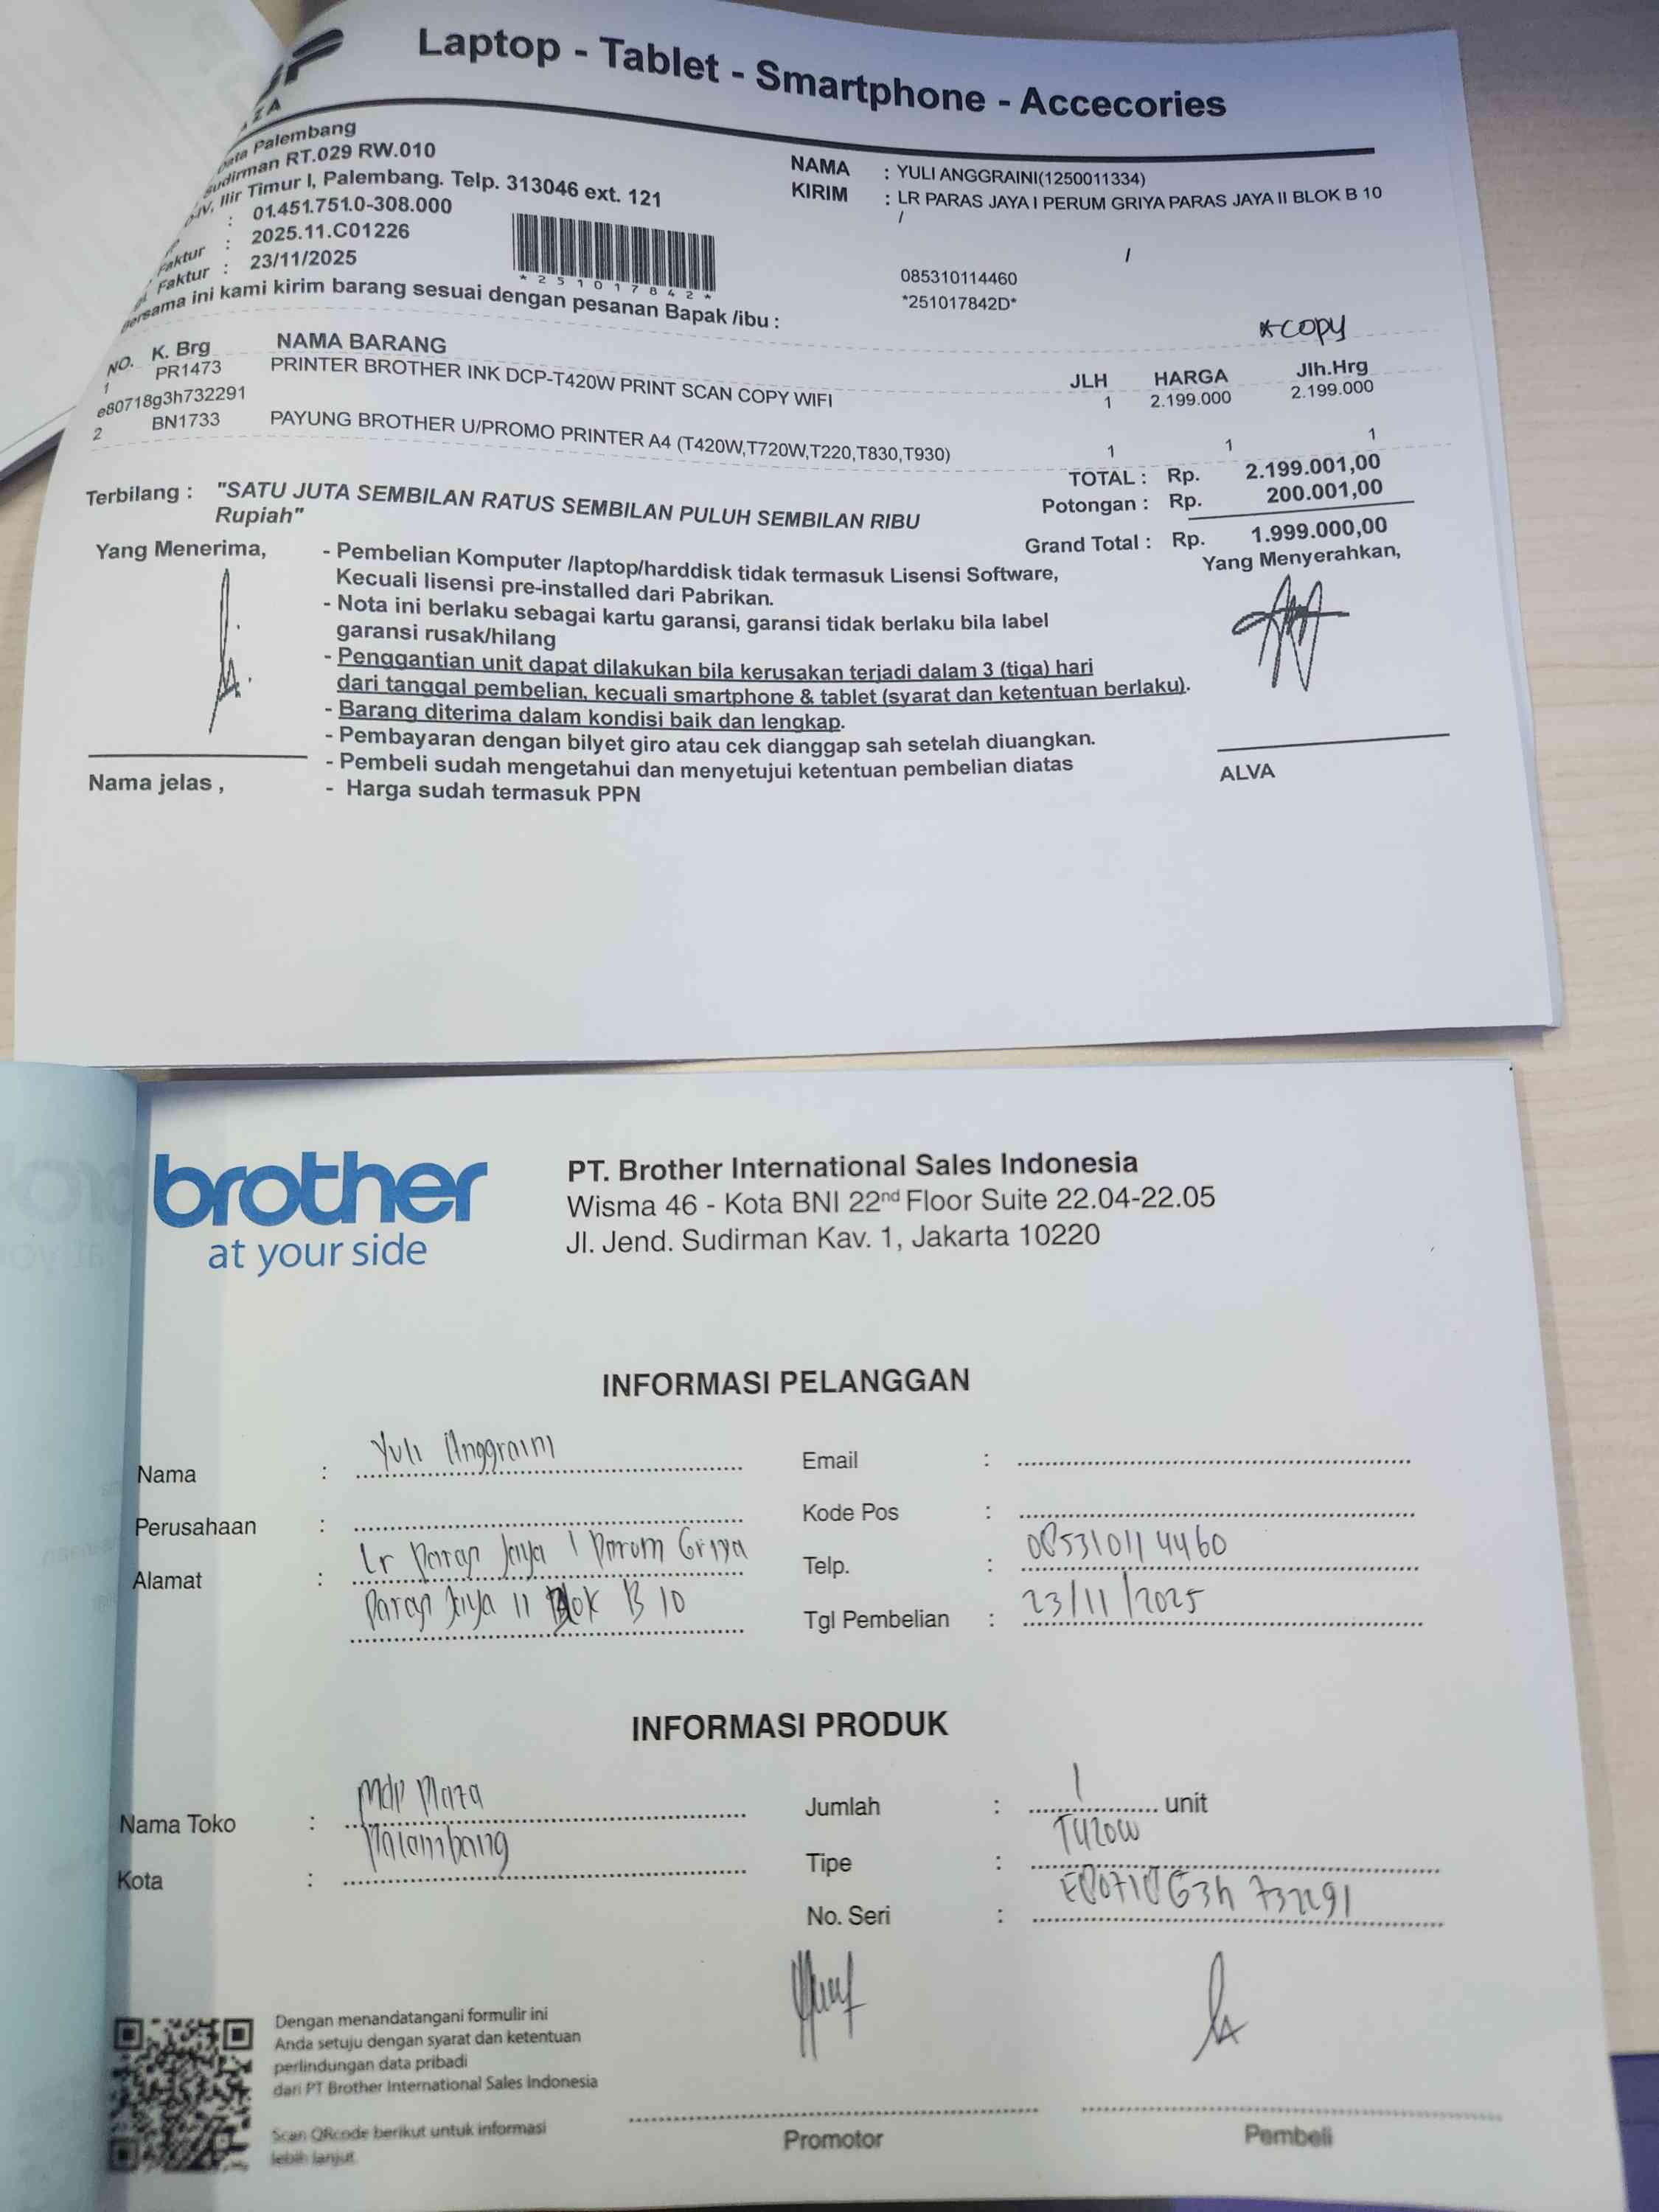 Laptop - Tablet - Smartphone - Accecories
Palembang
Sudirman RT.029 RW.010
IV, Ilir Timur I, Palembang. Telp. 313046 ext. 121
: 01.451.751.0-308.000
Faktur : 2025.11.C01226
Faktur : 23/11/2025
NAMA : YULI ANGGRAINI(1250011334)
KIRIM : LR PARAS JAYA I PERUM GRIYA PARAS JAYA II BLOK B 10
/
/
085310114460
*251017842D*
*251017842*
ersama ini kami kirim barang sesuai dengan pesanan Bapak /ibu :
*COPY
NO. K. Brg NAMA BARANG JLH HARGA Jlh.Hrg
1 PR1473 PRINTER BROTHER INK DCP-T420W PRINT SCAN COPY WIFI 1 2.199.000 2.199.000
e80718g3h732291
2 BN1733 PAYUNG BROTHER U/PROMO PRINTER A4 (T420W,T720W,T220,T830,T930) 1 1 1
TOTAL : Rp. 2.199.001,00
Potongan : Rp. 200.001,00
Grand Total : Rp. 1.999.000,00
Terbilang : "SATU JUTA SEMBILAN RATUS SEMBILAN PULUH SEMBILAN RIBU
Rupiah"
Yang Menerima,
Yang Menyerahkan,
- Pembelian Komputer /laptop/harddisk tidak termasuk Lisensi Software,
Kecuali lisensi pre-installed dari Pabrikan.
- Nota ini berlaku sebagai kartu garansi, garansi tidak berlaku bila label
garansi rusak/hilang
- Penggantian unit dapat dilakukan bila kerusakan terjadi dalam 3 (tiga) hari
dari tanggal pembelian, kecuali smartphone & tablet (syarat dan ketentuan berlaku).
- Barang diterima dalam kondisi baik dan lengkap.
- Pembayaran dengan bilyet giro atau cek dianggap sah setelah diuangkan.
- Pembeli sudah mengetahui dan menyetujui ketentuan pembelian diatas
- Harga sudah termasuk PPN
Nama jelas ,
ALVA
brother
at your side
PT. Brother International Sales Indonesia
Wisma 46 - Kota BNI 22nd Floor Suite 22.04-22.05
Jl. Jend. Sudirman Kav. 1, Jakarta 10220
INFORMASI PELANGGAN
Nama : Yuli Anggraini
Perusahaan :
Alamat : Lr Paras Jaya I Perum Griya
Paras Jaya II Blok B 10
Email :
Kode Pos :
Telp. : 085310114460
Tgl Pembelian : 23/11/2025
INFORMASI PRODUK
Nama Toko : Mdp Plaza
Kota : Palembang
Jumlah : 1 unit
Tipe : T420W
No. Seri : E80718G3H732291
Dengan menandatangani formulir ini
Anda setuju dengan syarat dan ketentuan
perlindungan data pribadi
dari PT Brother International Sales Indonesia
Scan QRcode berikut untuk informasi
lebih lanjut.
Promotor
Pembeli